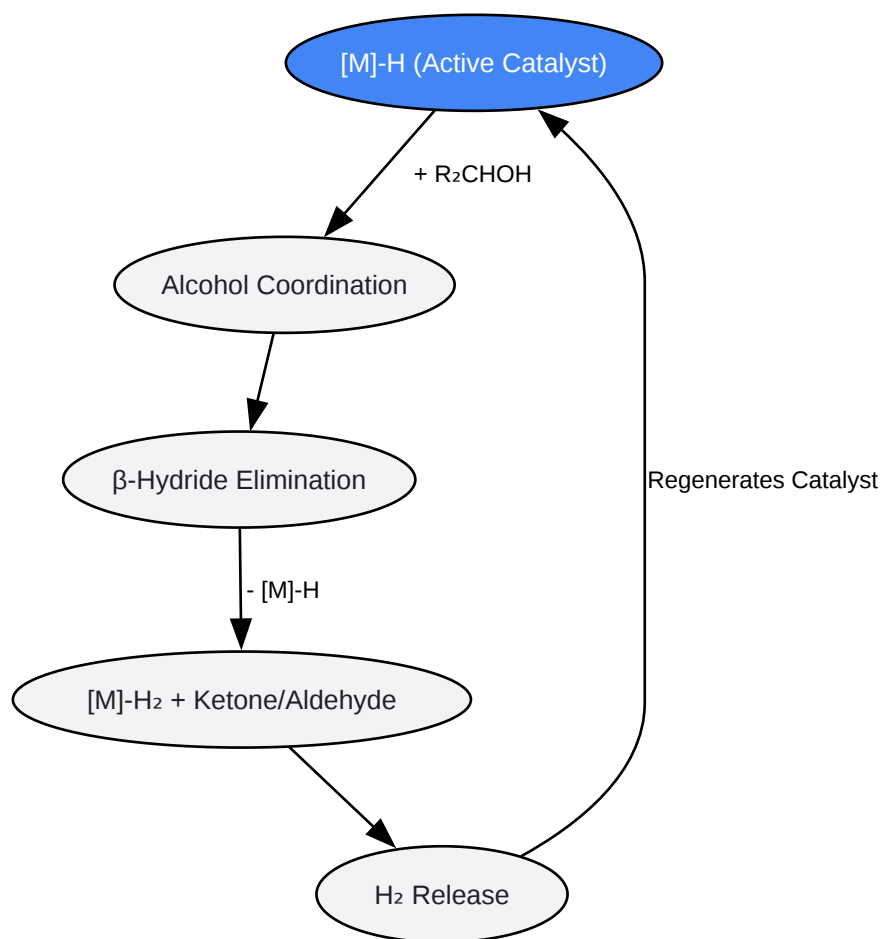 [M]-H (Active Catalyst)
+ R₂CHOH
Alcohol Coordination
β-Hydride Elimination
Regenerates Catalyst
- [M]-H
[M]-H₂ + Ketone/Aldehyde
H₂ Release